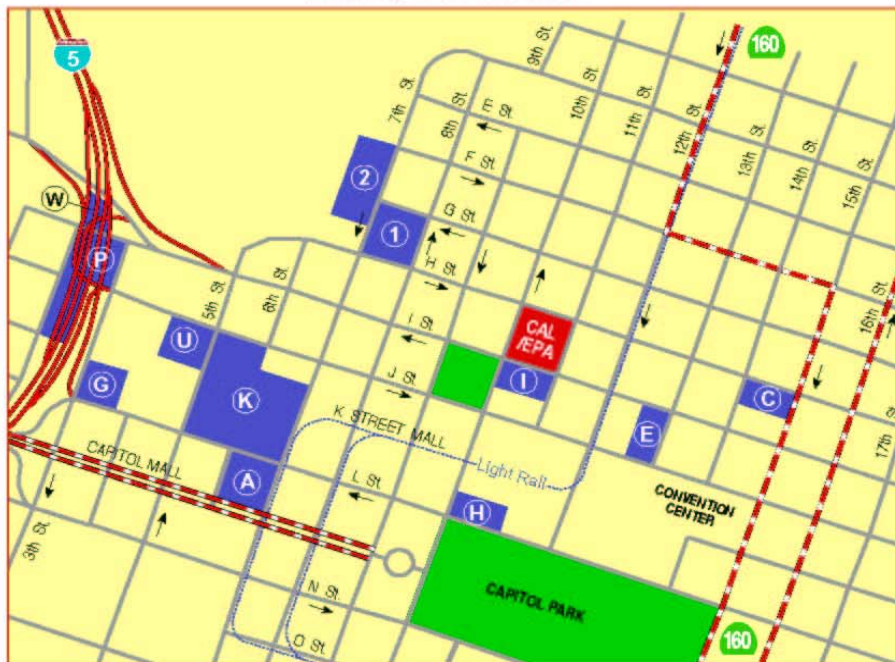 160
5
9th St.
7th St.
8th St.
10th St.
11th St.
12th St.
13th St.
14th St.
15th St.
E St.
F St.
2
W
G St.
1
H St.
P
5th St.
6th St.
I St.
CAL
/EPA
16th St.
U
J St.
I
G
K
C
K STREET MALL
E
17th St.
CAPITOL MALL
Light Rail
A
L St.
CONVENTION
CENTER
H
3th St.
N St.
CAPITOL PARK
O St.
160